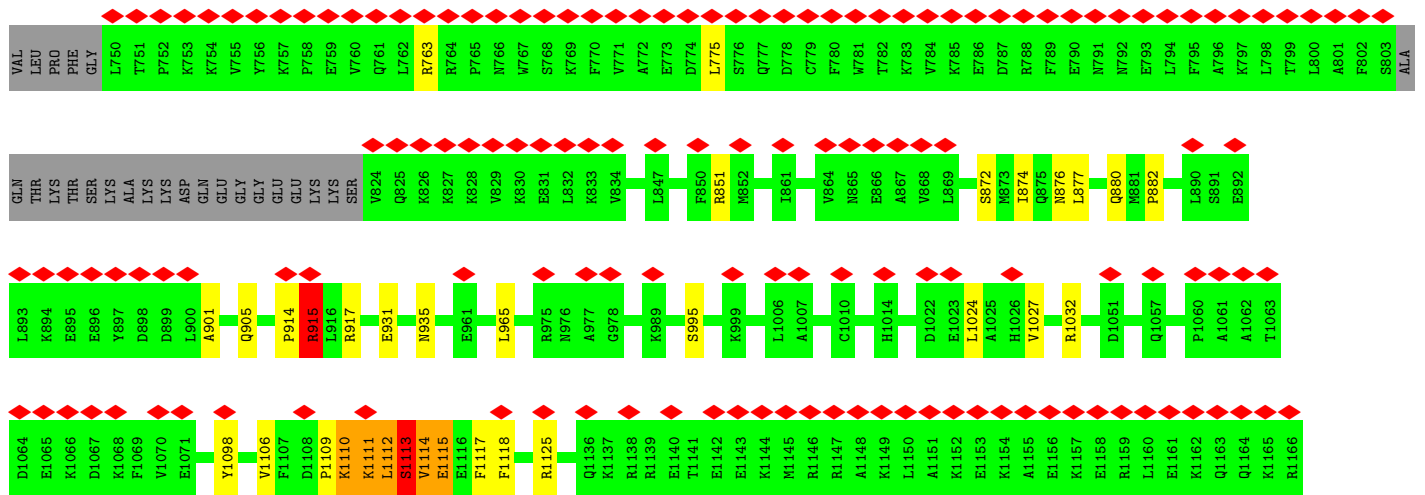 VAL LEU PRO PHE GLY L750 T751 P752 K753 K754 V755 Y756 K757 P758 E759 V760 Q761 L762 R763 R764 P765 N766 W767 S768 K769 F770 V771 A772 E773 D774 L775 S776 Q777 D778 C779 F780 W781 T782 K783 V784 K785 E786 D787 R788 F789 E790 N791 N792 E793 L794 F795 A796 K797 L798 T799 L800 A801 F802 S803 ALA
GLN THR LYS THR SER LYS ALA LYS LYS ASP GLN GLU GLY GLY GLU GLU LYS LYS SER V824 Q825 K826 K827 K828 V829 K830 E831 L832 K833 V834 L847 F850 R851 M852 I861 V864 N865 E866 A867 V868 L869 S872 M873 I874 Q875 N876 L877 Q880 M881 P882 L890 S891 E892
L893 K894 E895 E896 Y897 D898 D899 L900 A901 Q905 P914 R915 L916 R917 E931 N935 E961 L965 R975 N976 A977 G978 K989 S995 K999 L1006 A1007 C1010 H1014 D1022 E1023 L1024 A1025 H1026 V1027 R1032 D1051 Q1057 P1060 A1061 A1062 T1063
D1064 E1065 K1066 D1067 K1068 F1069 V1070 E1071 Y1098 V1106 F1107 D1108 P1109 K1110 K1111 L1112 S1113 V1114 E1115 E1116 F1117 F1118 R1125 Q1136 K1137 R1138 R1139 E1140 T1141 E1142 E1143 K1144 M1145 R1146 R1147 A1148 K1149 L1150 A1151 K1152 E1153 K1154 A1155 E1156 K1157 E1158 R1159 L1160 E1161 K1162 Q1163 Q1164 K1165 R1166